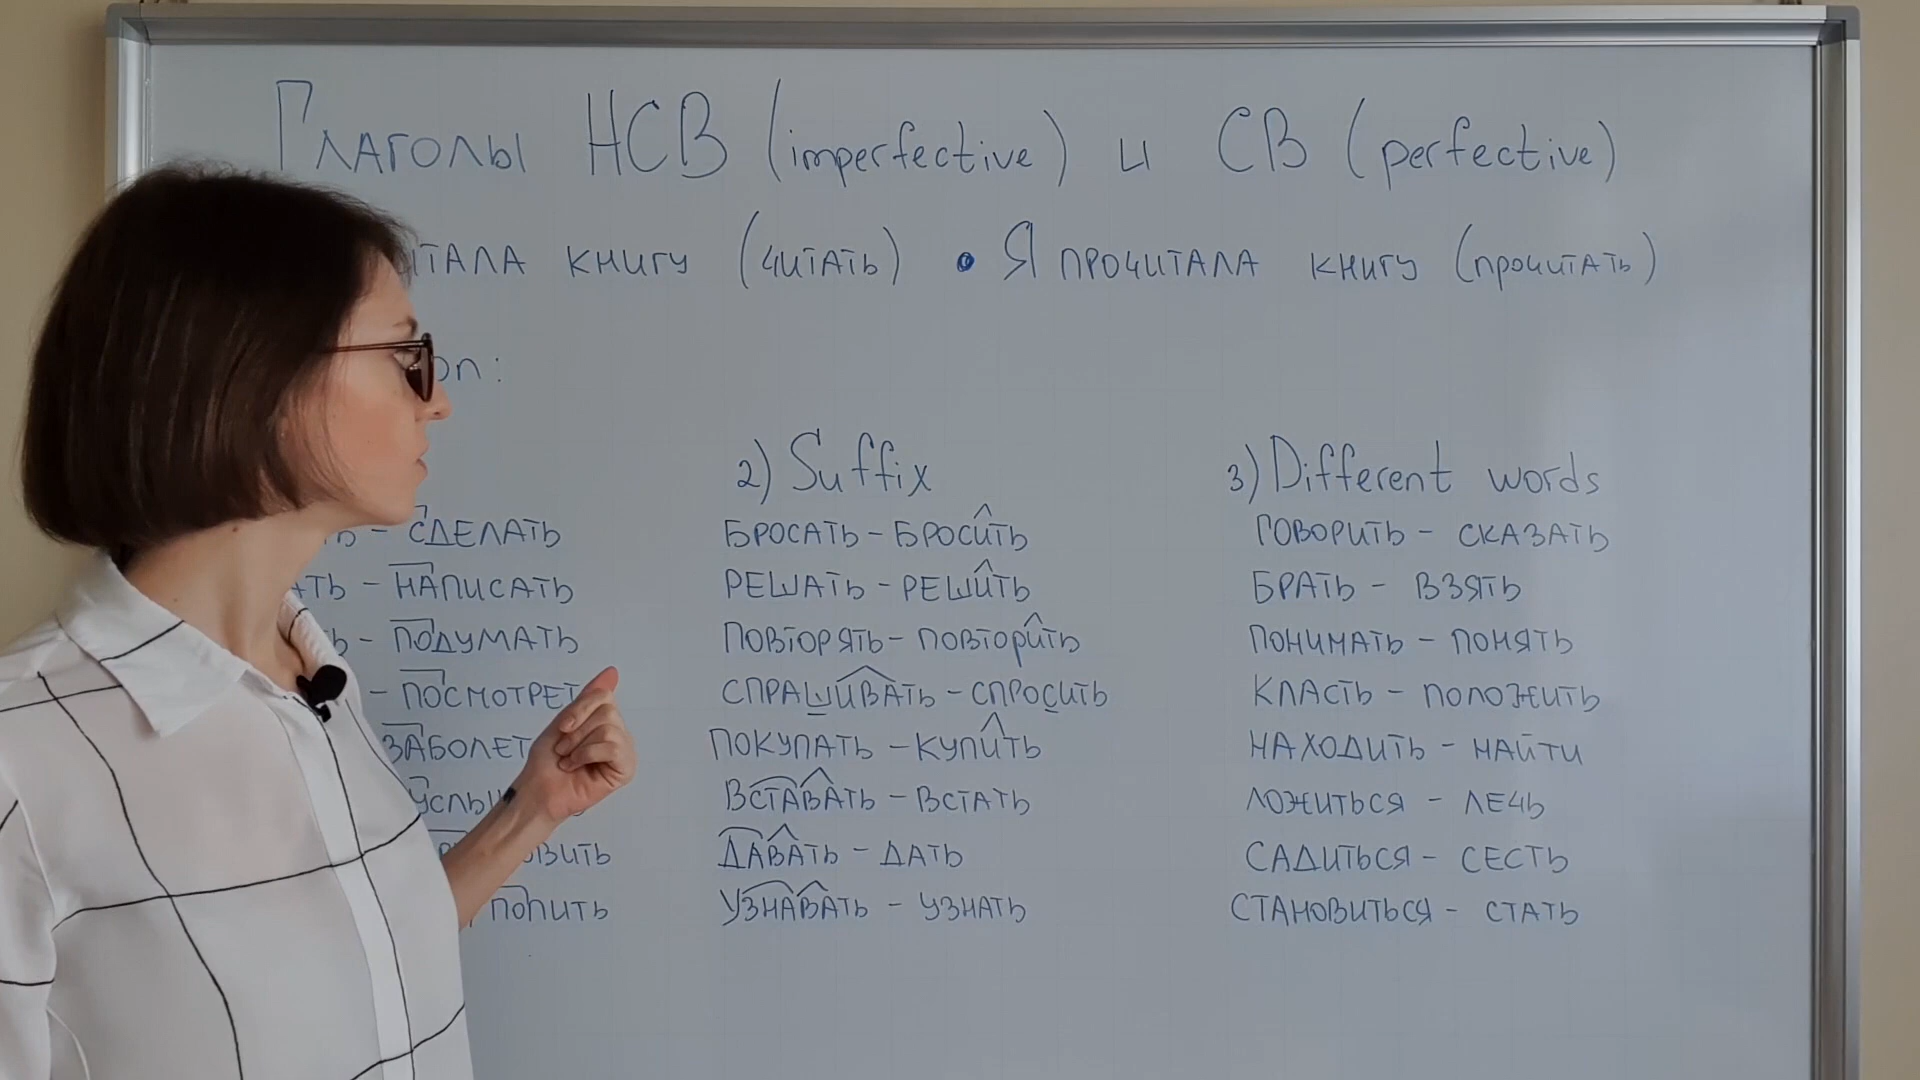 Глаголы НСВ (imperfective) и СВ (perfective)
КНИГУ (ЧИТАТЬ) • Я ПРОЧИТАЛА КНИГУ (ПРОЧИТАТЬ)
2) Suffix 3) Different words
– СДЕЛАТЬ БРОСАТЬ – БРОСИТЬ ГОВОРИТЬ – СКАЗАТЬ
– НАПИСАТЬ РЕШАТЬ – РЕШИТЬ БРАТЬ – ВЗЯТЬ
– ПОДУМАТЬ ПОВТОРЯТЬ – ПОВТОРИТЬ ПОНИМАТЬ – ПОНЯТЬ
– СПРАШИВАТЬ – СПРОСИТЬ КЛАСТЬ – ПОЛОЖИТЬ
ПОКУПАТЬ – КУПИТЬ НАХОДИТЬ – НАЙТИ
ВСТАВАТЬ – ВСТАТЬ ЛОЖИТЬСЯ – ЛЕЧЬ
ДАВАТЬ – ДАТЬ САДИТЬСЯ – СЕСТЬ
ПОПИТЬ УЗНАВАТЬ – УЗНАТЬ СТАНОВИТЬСЯ – СТАТЬ